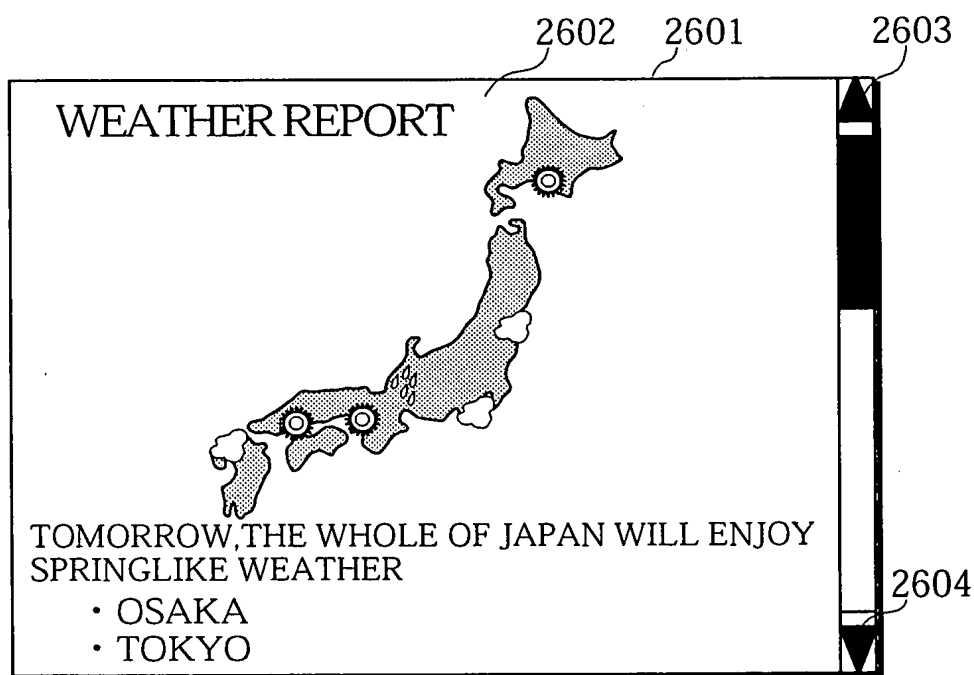 2602 2601 2603
WEATHER REPORT
TOMORROW,THE WHOLE OF JAPAN WILL ENJOY
SPRINGLIKE WEATHER
2604
・OSAKA
・TOKYO